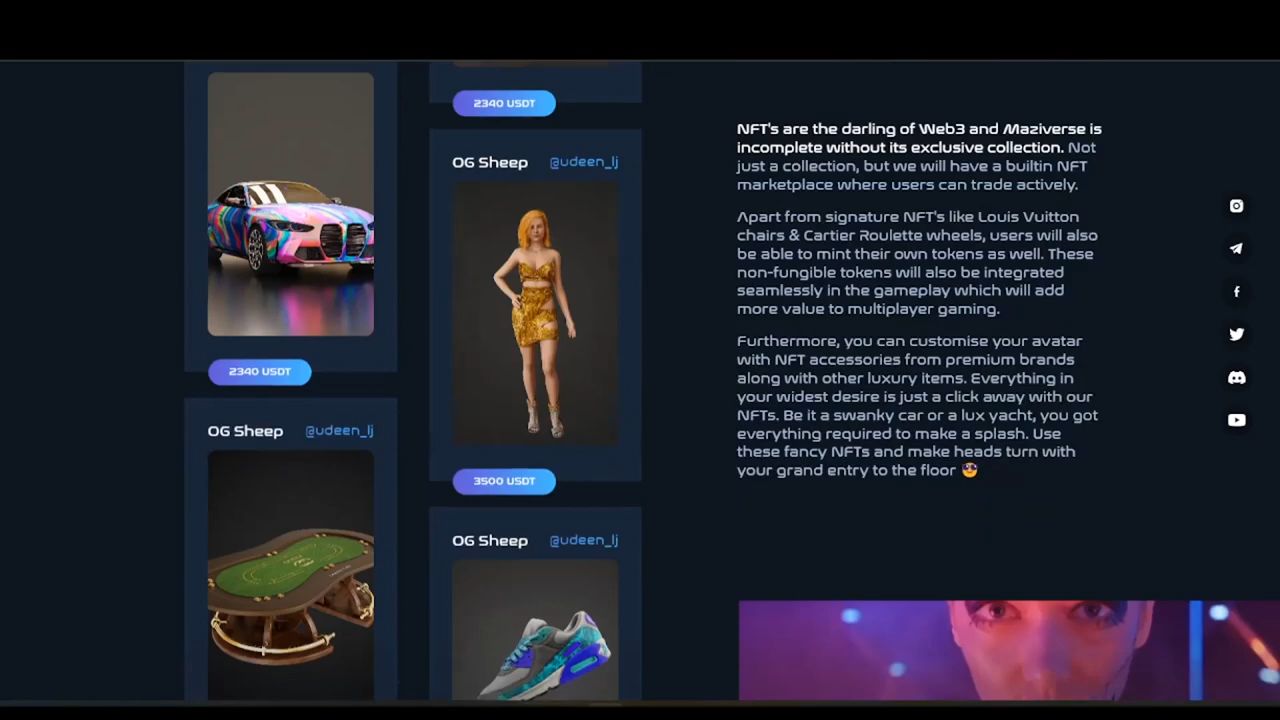 2340 USDT
OG Sheep @udeen_lj
2340 USDT
OG Sheep @udeen_lj
3500 USDT
OG Sheep @udeen_lj
NFT's are the darling of Web3 and Maziverse is
incomplete without its exclusive collection. Not
just a collection, but we will have a builtin NFT
marketplace where users can trade actively.
Apart from signature NFT's like Louis Vuitton
chairs & Cartier Roulette wheels, users will also
be able to mint their own tokens as well. These
non-fungible tokens will also be integrated
seamlessly in the gameplay which will add
more value to multiplayer gaming.
Furthermore, you can customise your avatar
with NFT accessories from premium brands
along with other luxury items. Everything in
your widest desire is just a click away with our
NFTs. Be it a swanky car or a lux yacht, you got
everything required to make a splash. Use
these fancy NFTs and make heads turn with
your grand entry to the floor 😎